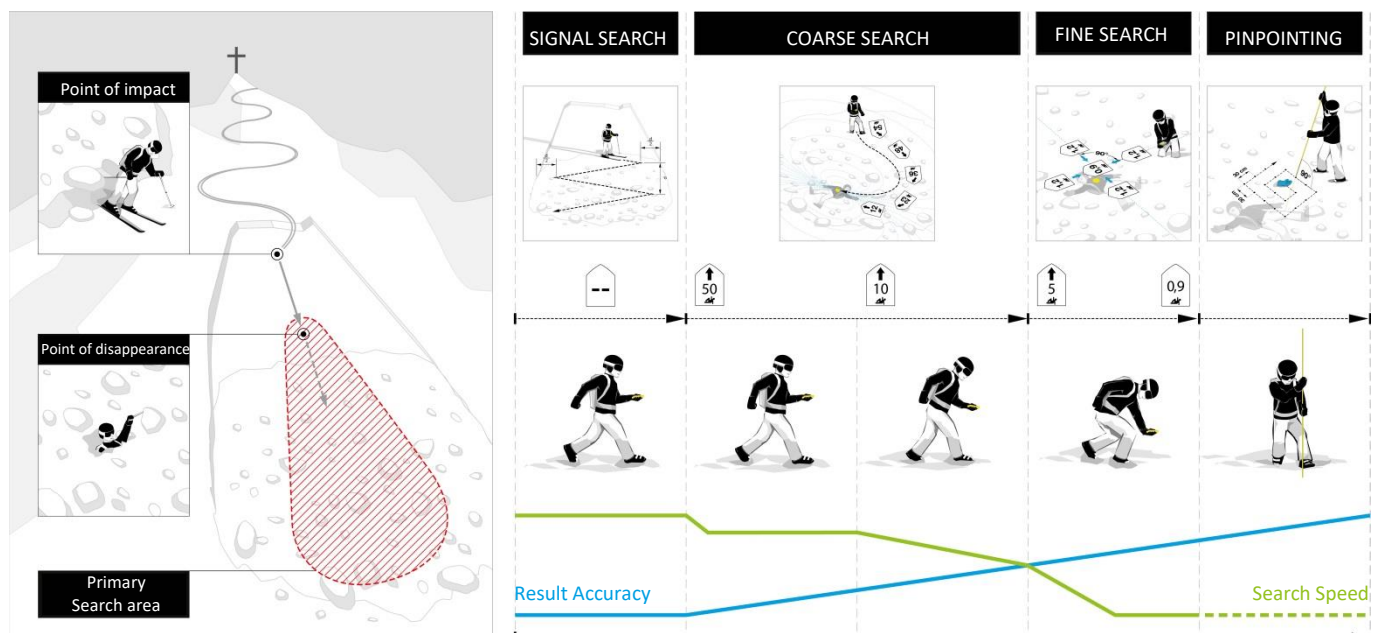 Point of impact
Point of disappearance
Primary
Search area
SIGNAL SEARCH
COARSE SEARCH
FINE SEARCH
PINPOINTING
--
50
10
5
0,9
Result Accuracy
Search Speed